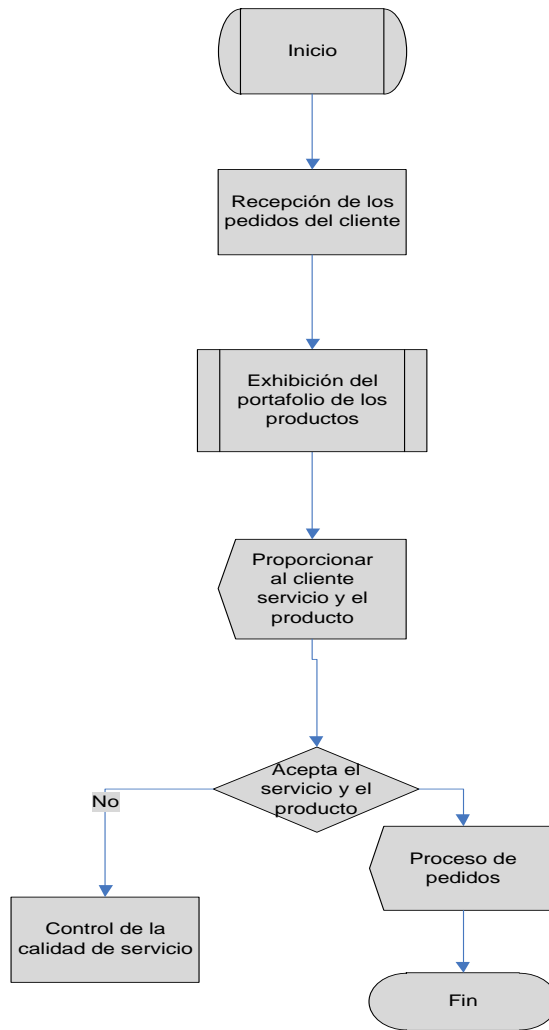 Inicio
Recepción de los
pedidos del cliente
Exhibición del
portafolio de los
productos
Proporcionar
al cliente
servicio y el
producto
Acepta el
servicio y el
producto
No
Proceso de
pedidos
Control de la
calidad de servicio
Fin